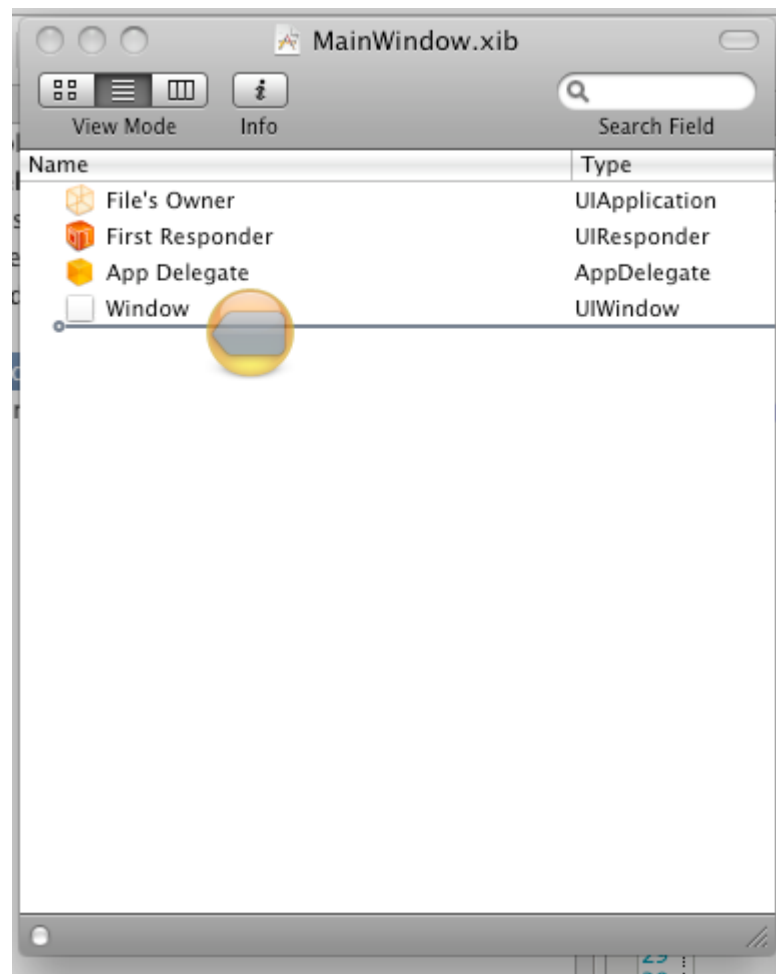 MainWindow.xib
View Mode Info Search Field
Name Type
File's Owner UIApplication
First Responder UIResponder
App Delegate AppDelegate
Window UIWindow
29